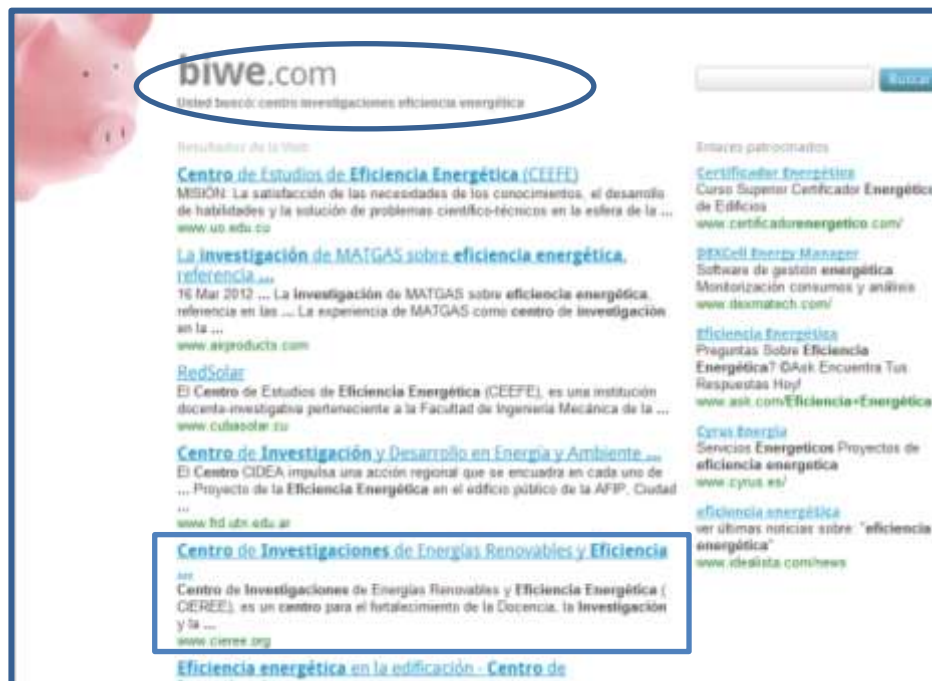 biwe.com
Usted buscó: centro investigaciones eficiencia energética
Buscar
Resultados de la Web
Centro de Estudios de Eficiencia Energética (CEEFE)
MISIÓN: La satisfacción de las necesidades de los conocimientos, el desarrollo
de habilidades y la solución de problemas científico-técnicos en la esfera de la ...
www.uo.edu.cu
La investigación de MATGAS sobre eficiencia energética,
referencia ...
16 Mar 2012 ... La investigación de MATGAS sobre eficiencia energética,
referencia en las ... La experiencia de MATGAS como centro de investigación
en la ...
www.airproducts.com
RedSolar
El Centro de Estudios de Eficiencia Energética (CEEFE), es una institución
docente-investigativa perteneciente a la Facultad de Ingeniería Mecánica de la ...
www.cubasolar.cu
Centro de Investigación y Desarrollo en Energía y Ambiente ...
El Centro CIDEA impulsa una acción regional que se encuadra en cada uno de
... Proyecto de la Eficiencia Energética en el edificio público de la AFIP, Ciudad
...
www.frd.utn.edu.ar
Centro de Investigaciones de Energías Renovables y Eficiencia
...
Centro de Investigaciones de Energías Renovables y Eficiencia Energética (
CIEREE), es un centro para el fortalecimiento de la Docencia, la Investigación
y la ...
www.cieree.org
Eficiencia energética en la edificación - Centro de
Enlaces patrocinados
Certificador Energético
Curso Superior Certificador Energético
de Edificios
www.certificadorenergetico.com/
DEXCell Energy Manager
Software de gestión energética
Monitorización consumos y análisis
www.dexmatech.com/
Eficiencia Energética
Preguntas Sobre Eficiencia
Energética? ©Ask Encuentra Tus
Respuestas Hoy!
www.ask.com/Eficiencia+Energética
Cyrus Energía
Servicios Energeticos Proyectos de
eficiencia energetica
www.cyrus.es/
eficiencia energética
ver últimas noticias sobre: "eficiencia
energética"
www.idealista.com/news